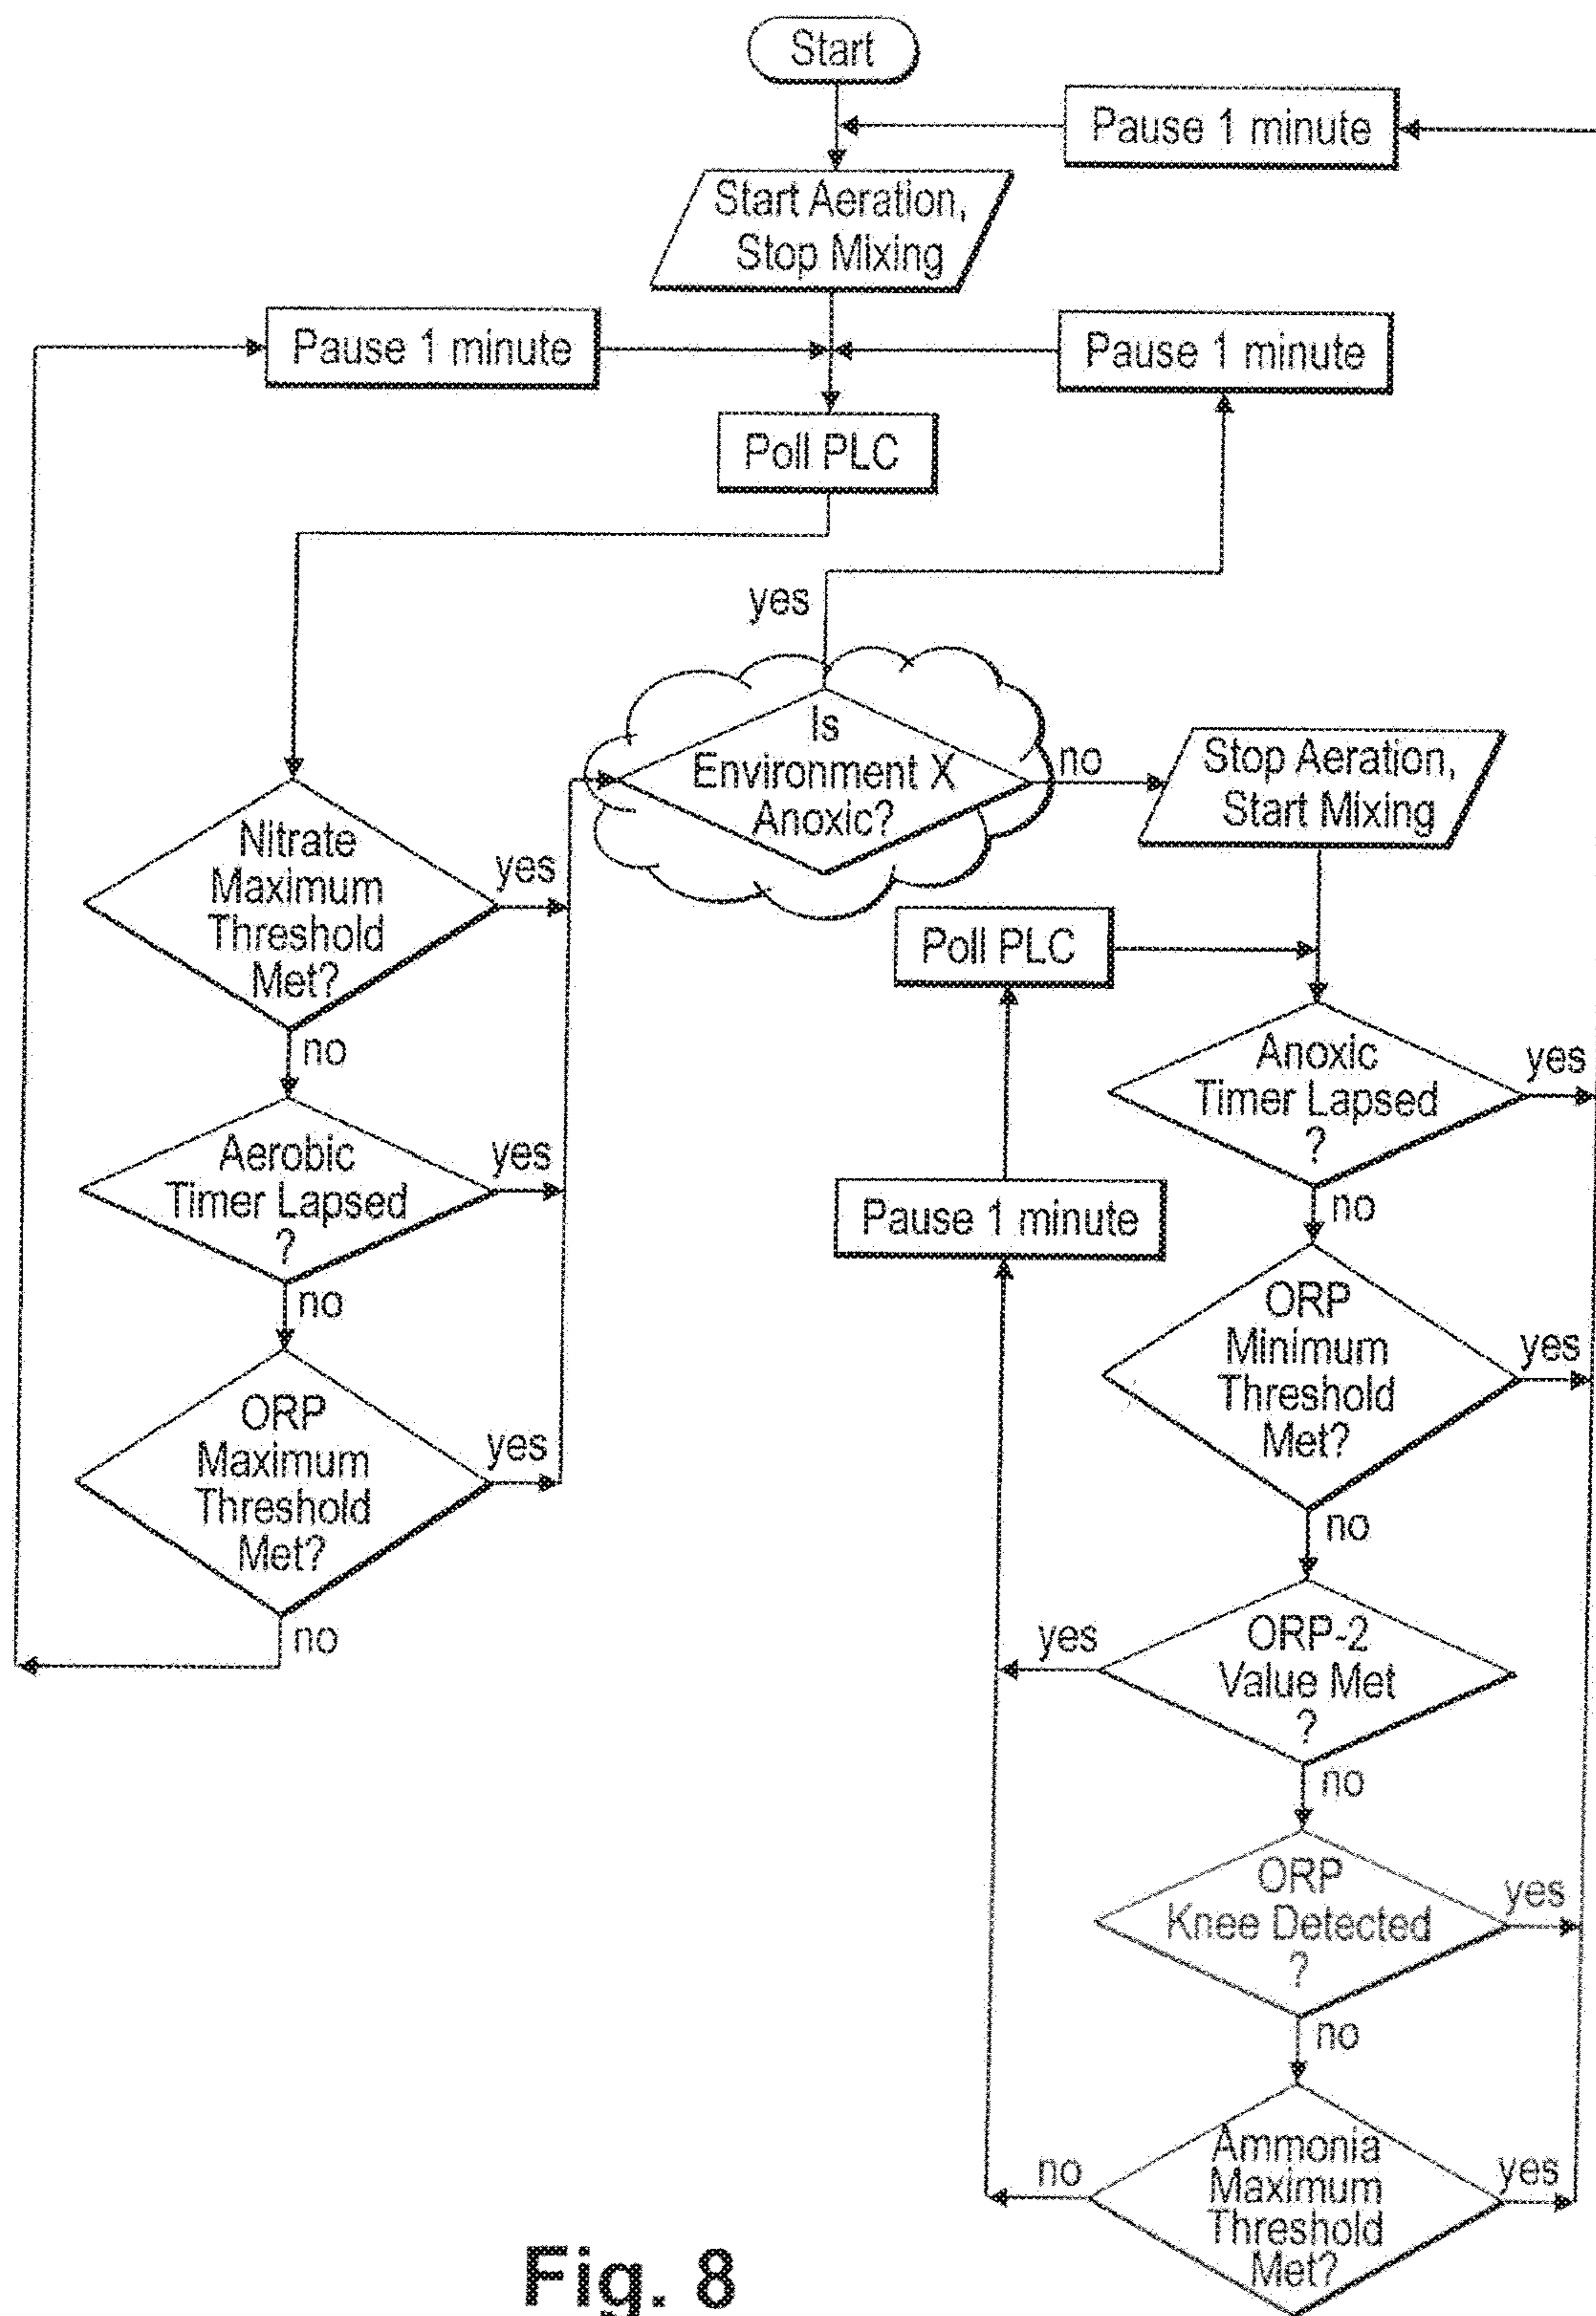 Start
Pause 1 minute
Start Aeration,
Stop Mixing
Pause 1 minute
Pause 1 minute
Poll PLC
yes
Is
Environment X
Anoxic?
no
Stop Aeration,
Start Mixing
Nitrate
Maximum
Threshold
Met?
yes
no
Aerobic
Timer Lapsed
?
yes
no
ORP
Maximum
Threshold
Met?
yes
no
Poll PLC
Pause 1 minute
Anoxic
Timer Lapsed
?
yes
no
ORP
Minimum
Threshold
Met?
yes
no
ORP-2
Value Met
?
yes
no
ORP
Knee Detected
?
yes
no
Ammonia
Maximum
Threshold
Met?
no
yes
Fig. 8